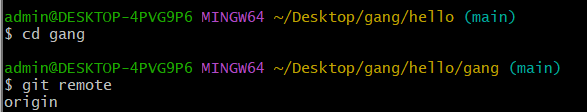 admin@DESKTOP-4PVG9P6 MINGW64 ~/Desktop/gang/hello (main)
$ cd gang
admin@DESKTOP-4PVG9P6 MINGW64 ~/Desktop/gang/hello/gang (main)
$ git remote
origin